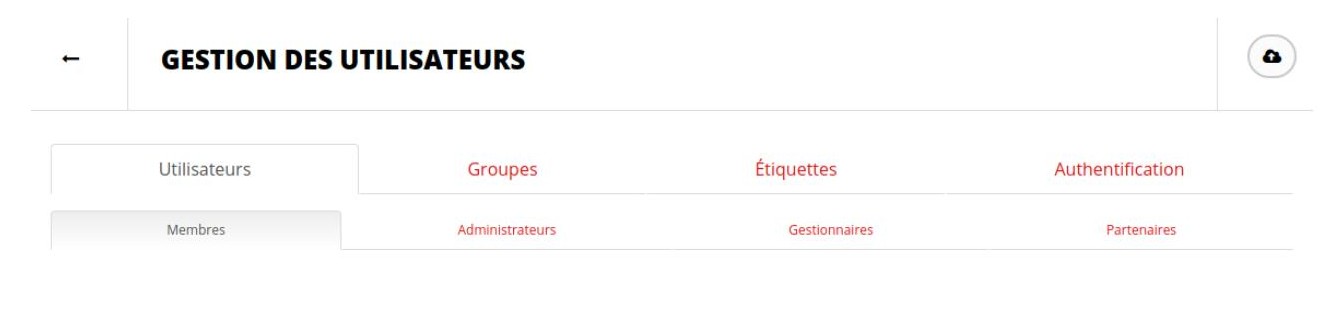 GESTION DES UTILISATEURS
Utilisateurs Groupes Étiquettes Authentification
Membres Administrateurs Gestionnaires Partenaires